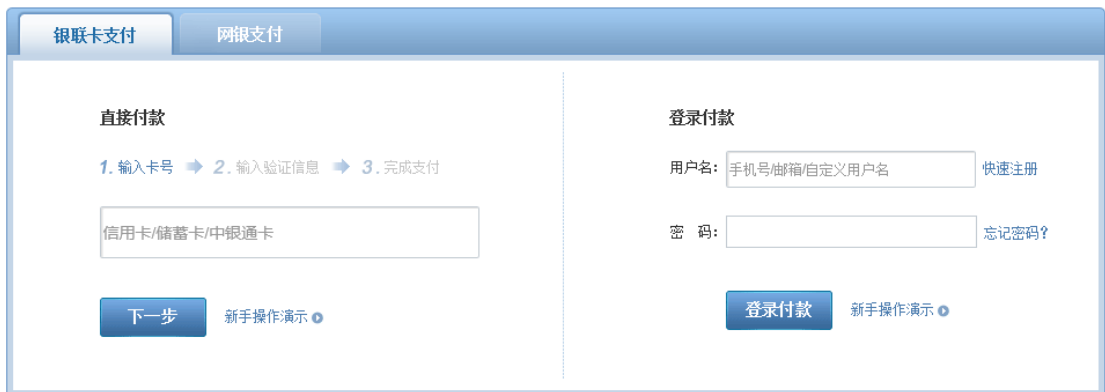 银联卡支付
网银支付
直接付款
1. 输入卡号 2. 输入验证信息 3. 完成支付
信用卡/储蓄卡/中银通卡
下一步 新手操作演示
登录付款
用户名: 手机号/邮箱/自定义用户名 快速注册
密 码: 忘记密码?
登录付款 新手操作演示